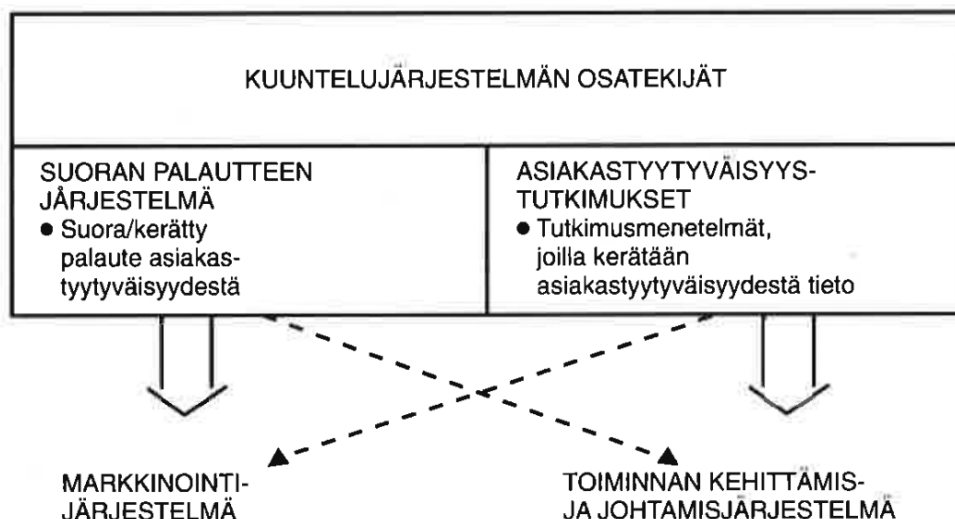 KUUNTELUJÄRJESTELMÄN OSATEKIJÄT
SUORAN PALAUTTEEN
JÄRJESTELMÄ
● Suora/kerätty
palaute asiakas-
tyytyväisyydestä
ASIAKASTYYTYVÄISYYS-
TUTKIMUKSET
● Tutkimusmenetelmät,
joilla kerätään
asiakastyytyväisyydestä tieto
MARKKINOINTI-
JÄRJESTELMÄ
TOIMINNAN KEHITTÄMIS-
JA JOHTAMISJÄRJESTELMÄ